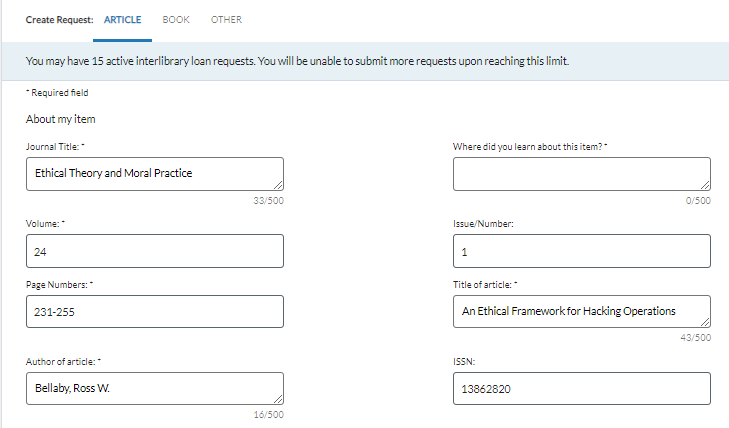 Create Request: ARTICLE BOOK OTHER
You may have 15 active interlibrary loan requests. You will be unable to submit more requests upon reaching this limit.
* Required field
About my item
Journal Title: * Where did you learn about this item? *
Ethical Theory and Moral Practice
33/500 0/500
Volume: * Issue/Number:
24 1
Page Numbers: * Title of article: *
231-255 An Ethical Framework for Hacking Operations
43/500
Author of article: * ISSN:
Bellaby, Ross W. 13862820
16/500